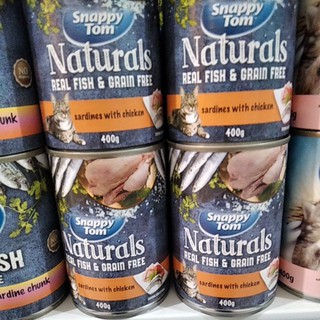 Snappy
Tom
Naturals
REAL FISH & GRAIN FREE
sardines with chicken
400g
Snappy
Tom
Naturals
REAL FISH & GRAIN FREE
sardines with chicken
400g
unk
Snappy
Tom
Naturals
REAL FISH & GRAIN FREE
sardines with chicken
400g
Snappy
Tom
Naturals
REAL FISH & GRAIN FREE
sardines with chicken
400g
SH
ardine chunk